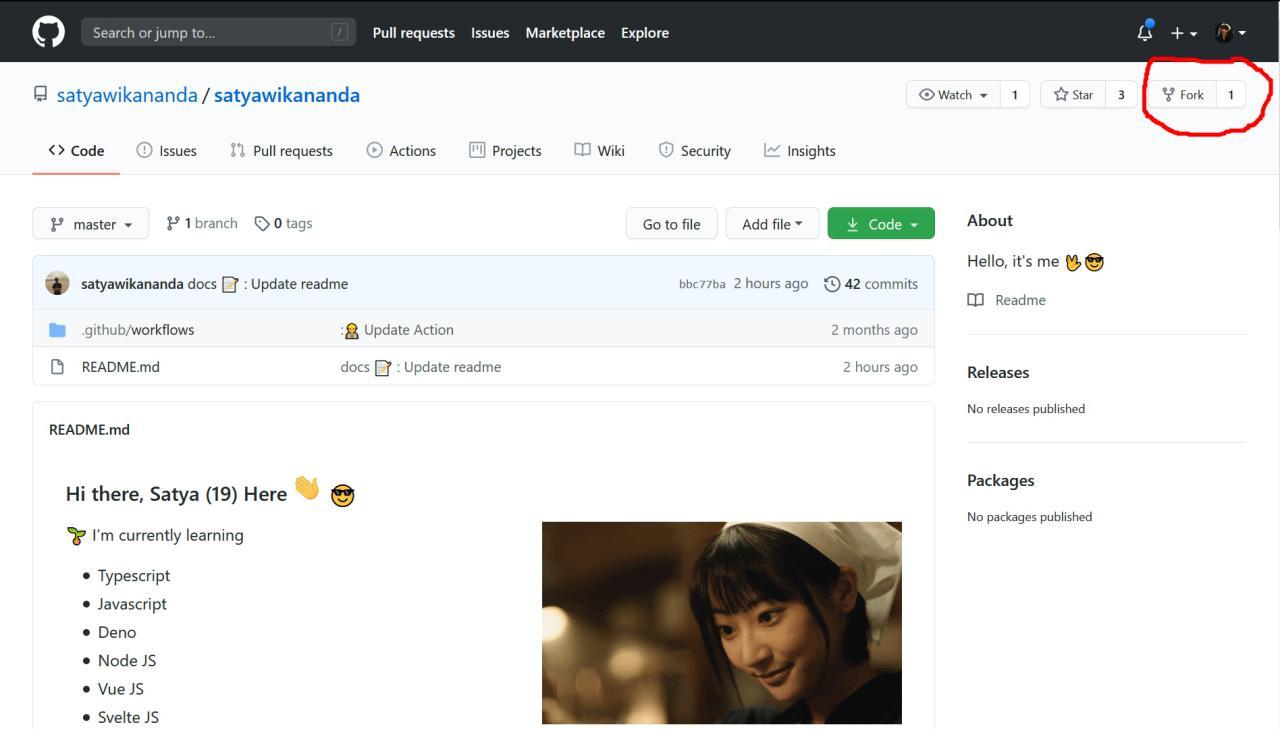 Search or jump to... / Pull requests Issues Marketplace Explore
satyawikananda / satyawikananda Watch 1 Star 3 Fork 1
Code Issues Pull requests Actions Projects Wiki Security Insights
master 1 branch 0 tags Go to file Add file Code
satyawikananda docs 📝 : Update readme bbc77ba 2 hours ago 42 commits
.github/workflows : Update Action 2 months ago
README.md docs 📝 : Update readme 2 hours ago
README.md
Hi there, Satya (19) Here 👋 😎
🌱 I'm currently learning
• Typescript
• Javascript
• Deno
• Node JS
• Vue JS
• Svelte JS
About
Hello, it's me 🖖😎
Readme
Releases
No releases published
Packages
No packages published